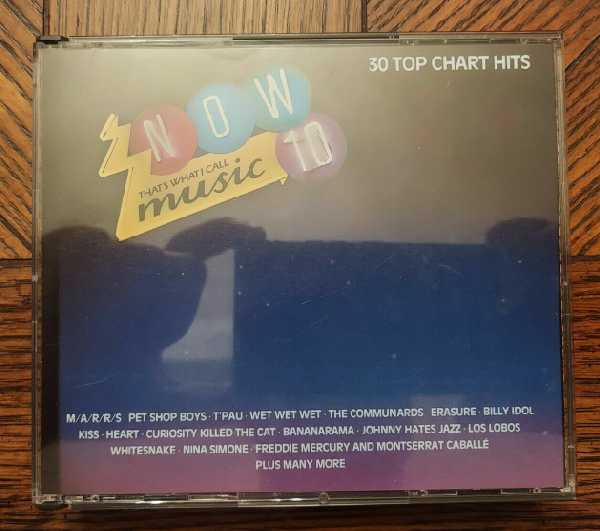 30 TOP CHART HITS
NOW
THAT'S WHAT I CALL
music 10
M/A/R/R/S PET SHOP BOYS · T'PAU · WET WET WET · THE COMMUNARDS ERASURE · BILLY IDOL
KISS · HEART · CURIOSITY KILLED THE CAT · BANANARAMA · JOHNNY HATES JAZZ · LOS LOBOS
WHITESNAKE · NINA SIMONE · FREDDIE MERCURY AND MONTSERRAT CABALLÉ
PLUS MANY MORE